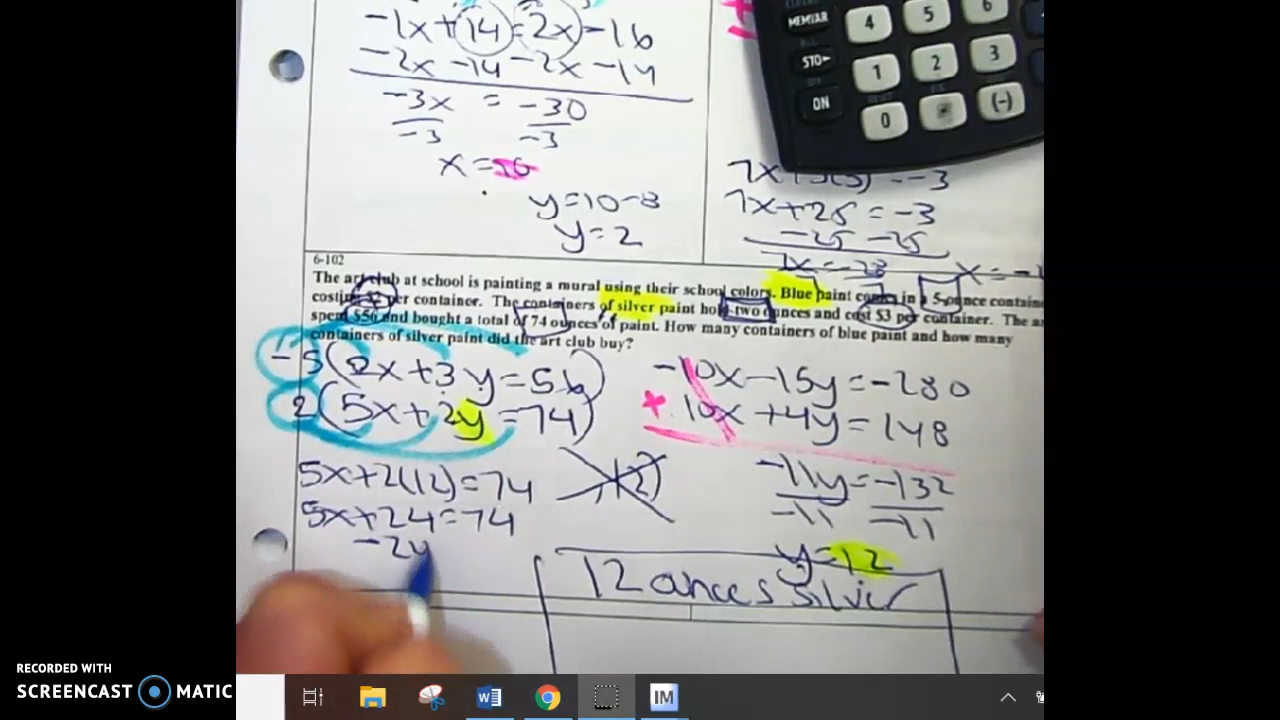 -1x+14=2x-16
-2x -14 -2x -14
-3x = -30
-3 -3
x =
y=10-8
y=2
7x+25=-3
-25 -25
6-102
The art club at school is painting a mural using their school colors. Blue paint comes in a 5-ounce
costing per container. The containers of silver paint hold two ounces and cost $3 per container. The
spent $56 and bought a total of 74 ounces of paint. How many containers of blue paint and how many
containers of silver paint did the art club buy?
-5(2x+3y=56)
2(5x+2y=74)
-10x-15y=-280
+ 10x+4y=148
-11y=-132
-11 -11
y=12
5x+2(12)=74
5x+24=74
-24
12 ounces silver
MEM/AR
4
5
6
STO►
1
2
3
ON
0
(-)
RECORDED WITH
SCREENCAST MATIC
IM